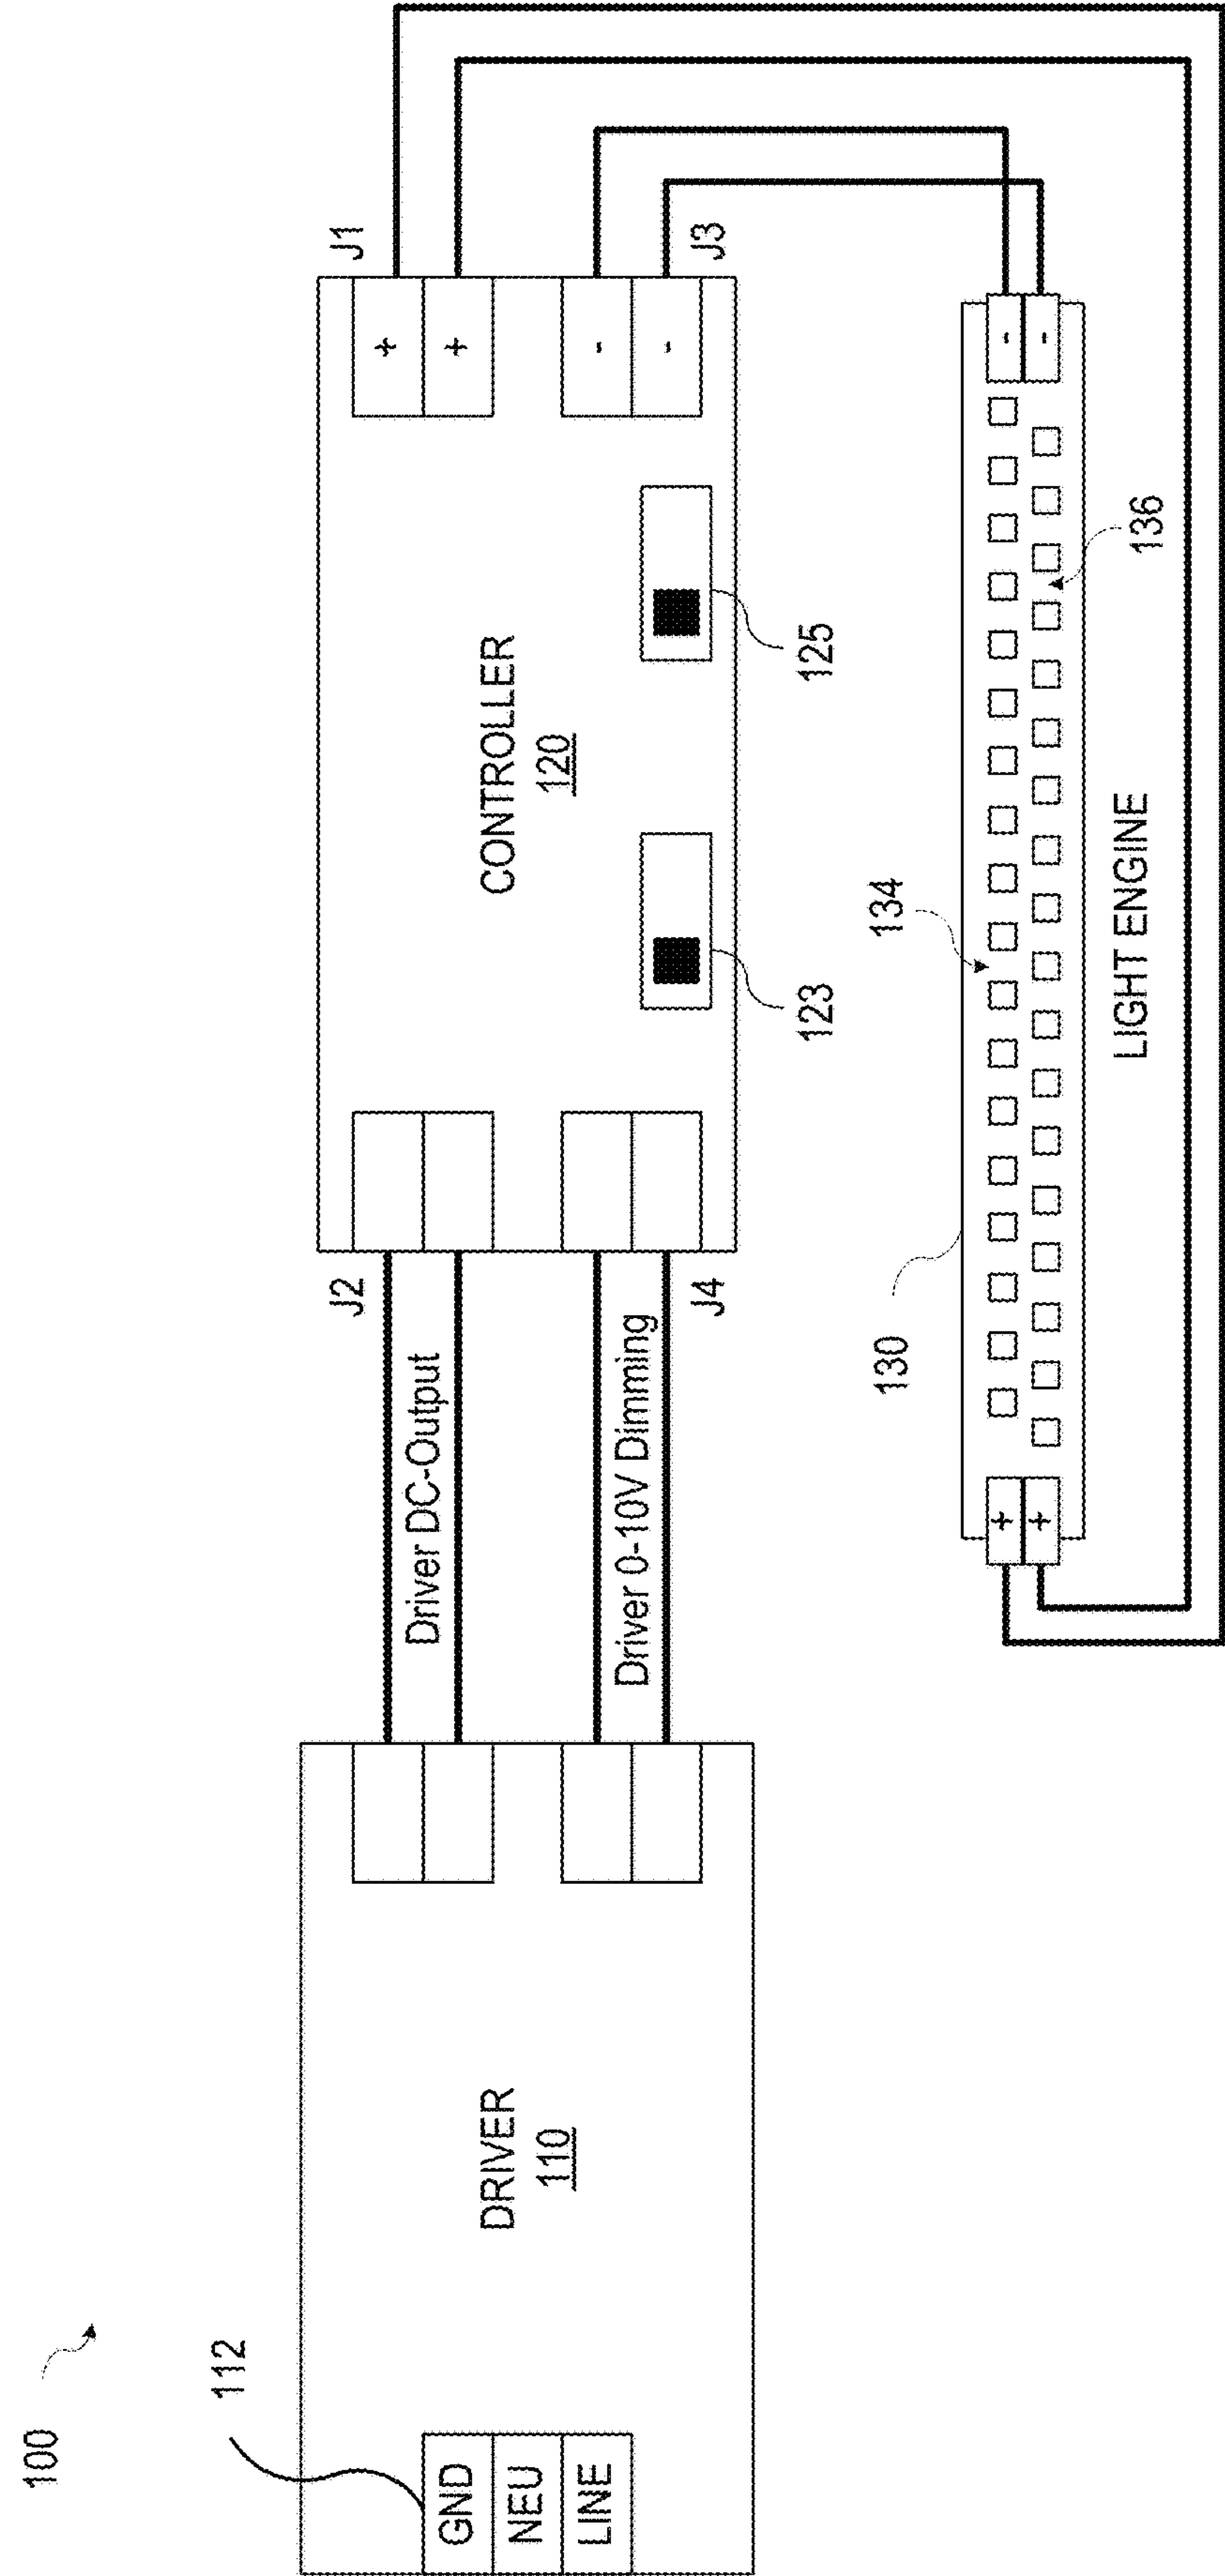 100
112
GND
NEU
LINE
DRIVER
110
Driver DC-Output
Driver 0-10V Dimming
J2
J4
CONTROLLER
120
123
125
J1
J3
+
+
-
-
130
134
136
+
+
-
-
LIGHT ENGINE